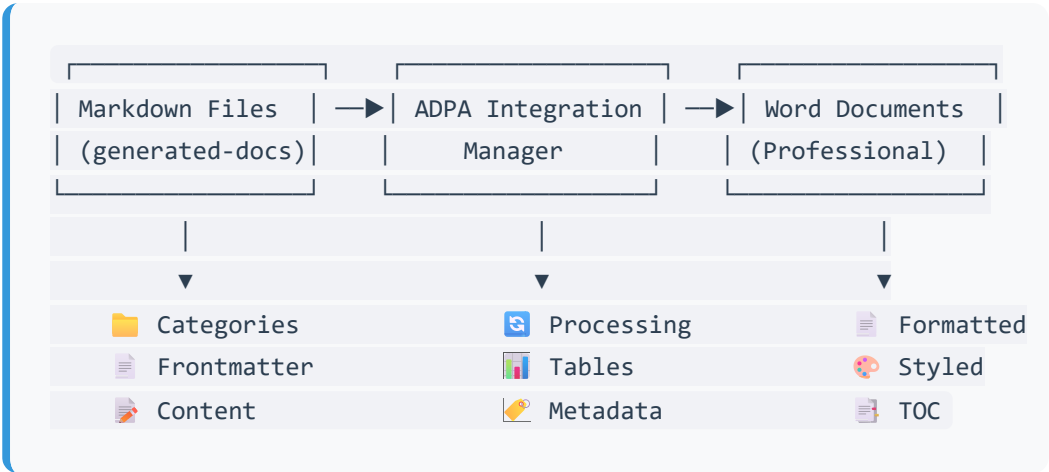 Markdown Files ADPA Integration Word Documents
(generated-docs) Manager (Professional)
Categories Processing Formatted
Frontmatter Tables Styled
Content Metadata TOC